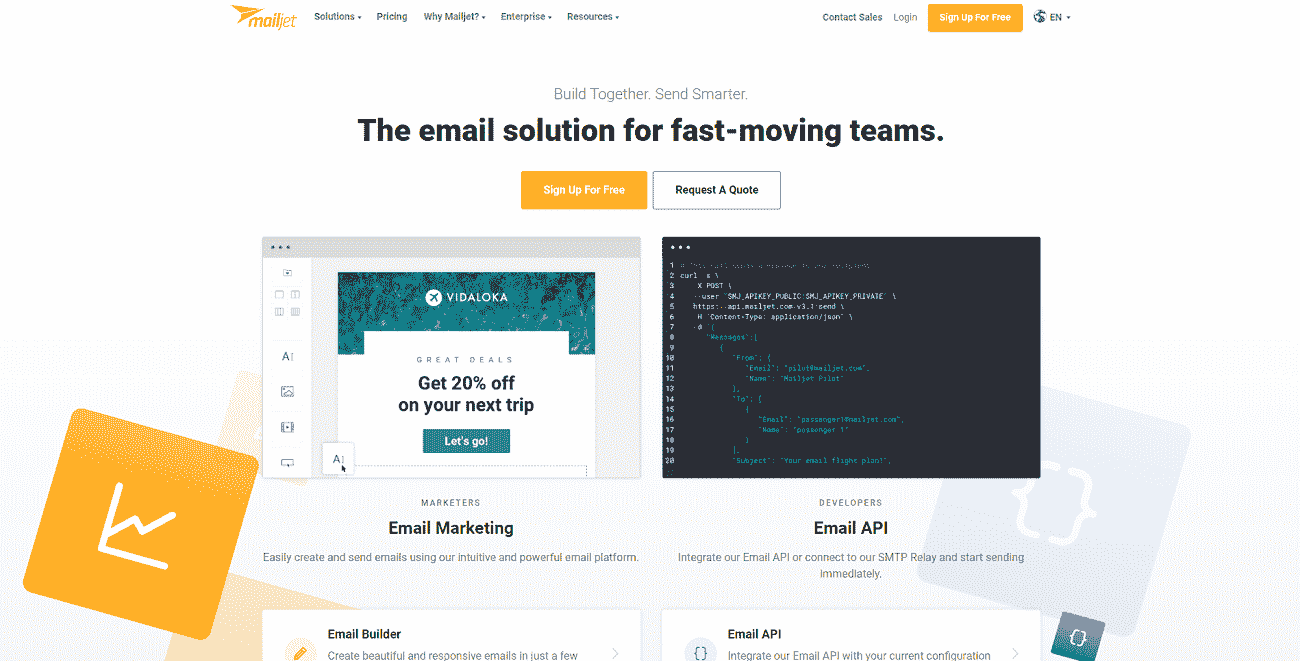 mailjet
Solutions
Pricing
Why Mailjet?
Enterprise
Resources
Contact Sales
Login
Sign Up For Free
EN
Build Together. Send Smarter.
The email solution for fast-moving teams.
Sign Up For Free
Request A Quote
VIDALOKA
GREAT DEALS
Get 20% off
on your next trip
Let's go!
A
1
2 curl -s \
3 X POST \
4 --user "$MJ_APIKEY_PUBLIC:$MJ_APIKEY_PRIVATE" \
5 https://api.mailjet.com/v3.1/send \
6 H 'Content-Type: application/json' \
7 -d '{
8 "Messages":[
9 {
10 "From": {
11 "Email": "pilot@mailjet.com",
12 "Name": "Mailjet Pilot"
13 },
14 "To": [
15 {
16 "Email": "passenger1@mailjet.com",
17 "Name": "passenger 1"
18 }
19 ],
20 "Subject": "Your email flight plan!",
MARKETERS
Email Marketing
Easily create and send emails using our intuitive and powerful email platform.
DEVELOPERS
Email API
Integrate our Email API or connect to our SMTP Relay and start sending
immediately.
Email Builder
Create beautiful and responsive emails in just a few
Email API
Integrate our Email API with your current configuration